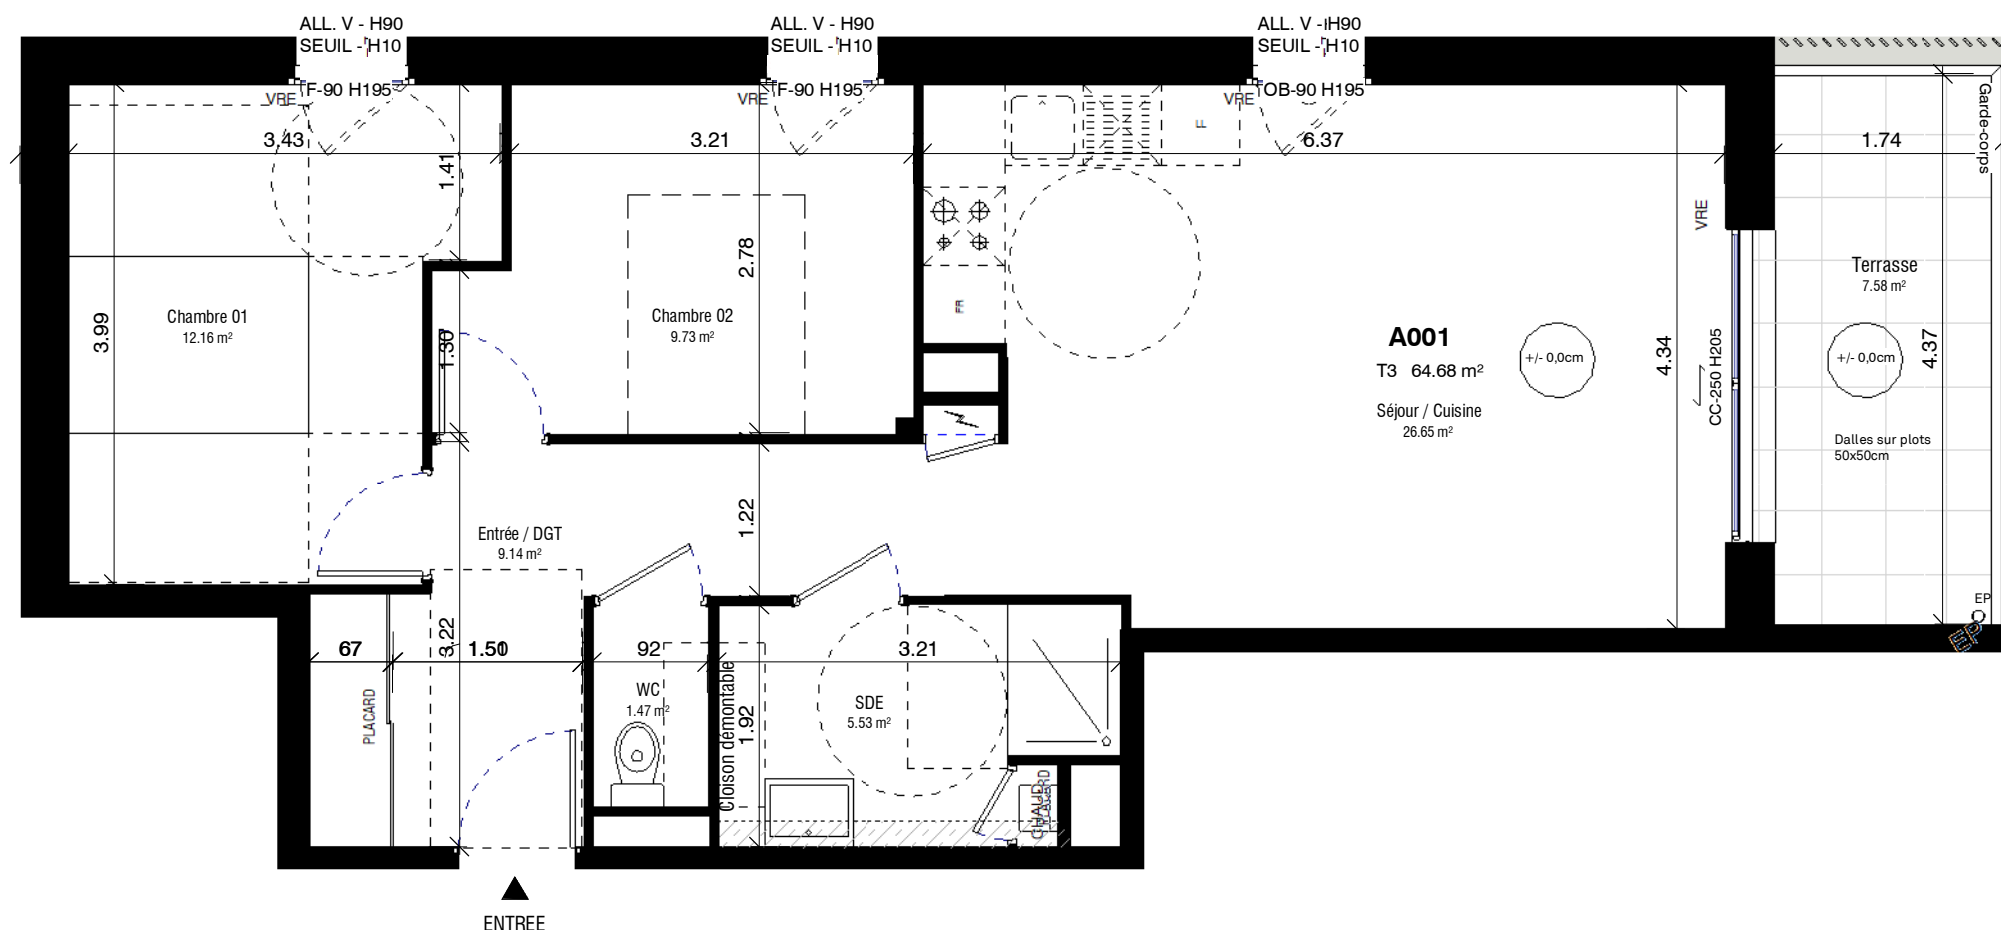 ALL. V - H90
SEUIL - H10
F-90 H195
VRE
ALL. V - H90
SEUIL - H10
F-90 H195
VRE
ALL. V - H90
SEUIL - H10
OB-90 H195
VRE
Garde-corps
3.43
1.41
3.21
6.37
1.74
VRE
2.78
Terrasse
7.58 m²
Chambre 01
12.16 m²
3.99
1.30
Chambre 02
9.73 m²
FR
A001
T3 64.68 m²
Séjour / Cuisine
26.65 m²
+/- 0,0cm
4.34
CC-250 H205
+/- 0,0cm
4.37
Dalles sur plots
50x50cm
Entrée / DGT
9.14 m²
1.22
EP
EP
67
3.22
92
3.21
PLACARD
WC
1.47 m²
Cloison démontable
1.92
SDE
5.53 m²
CHAUD
PLACARD
ENTREE